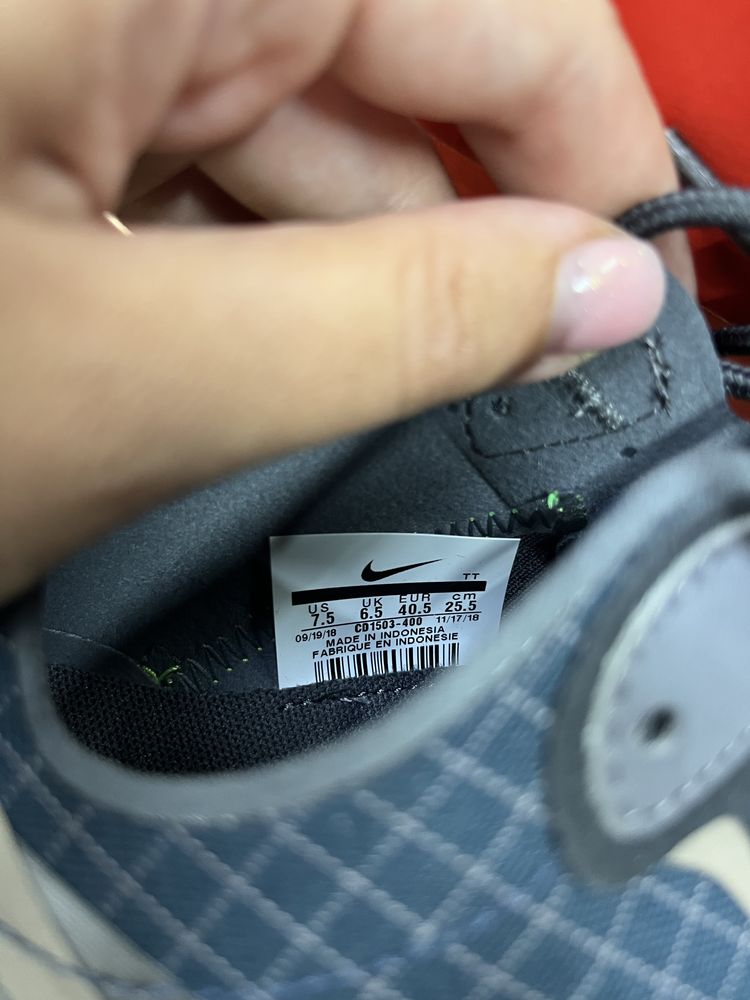 TT
US UK EUR cm
7.5 6.5 40.5 25.5
09/19/18 CD1503-400 11/17/18
MADE IN INDONESIA
FABRIQUE EN INDONESIE